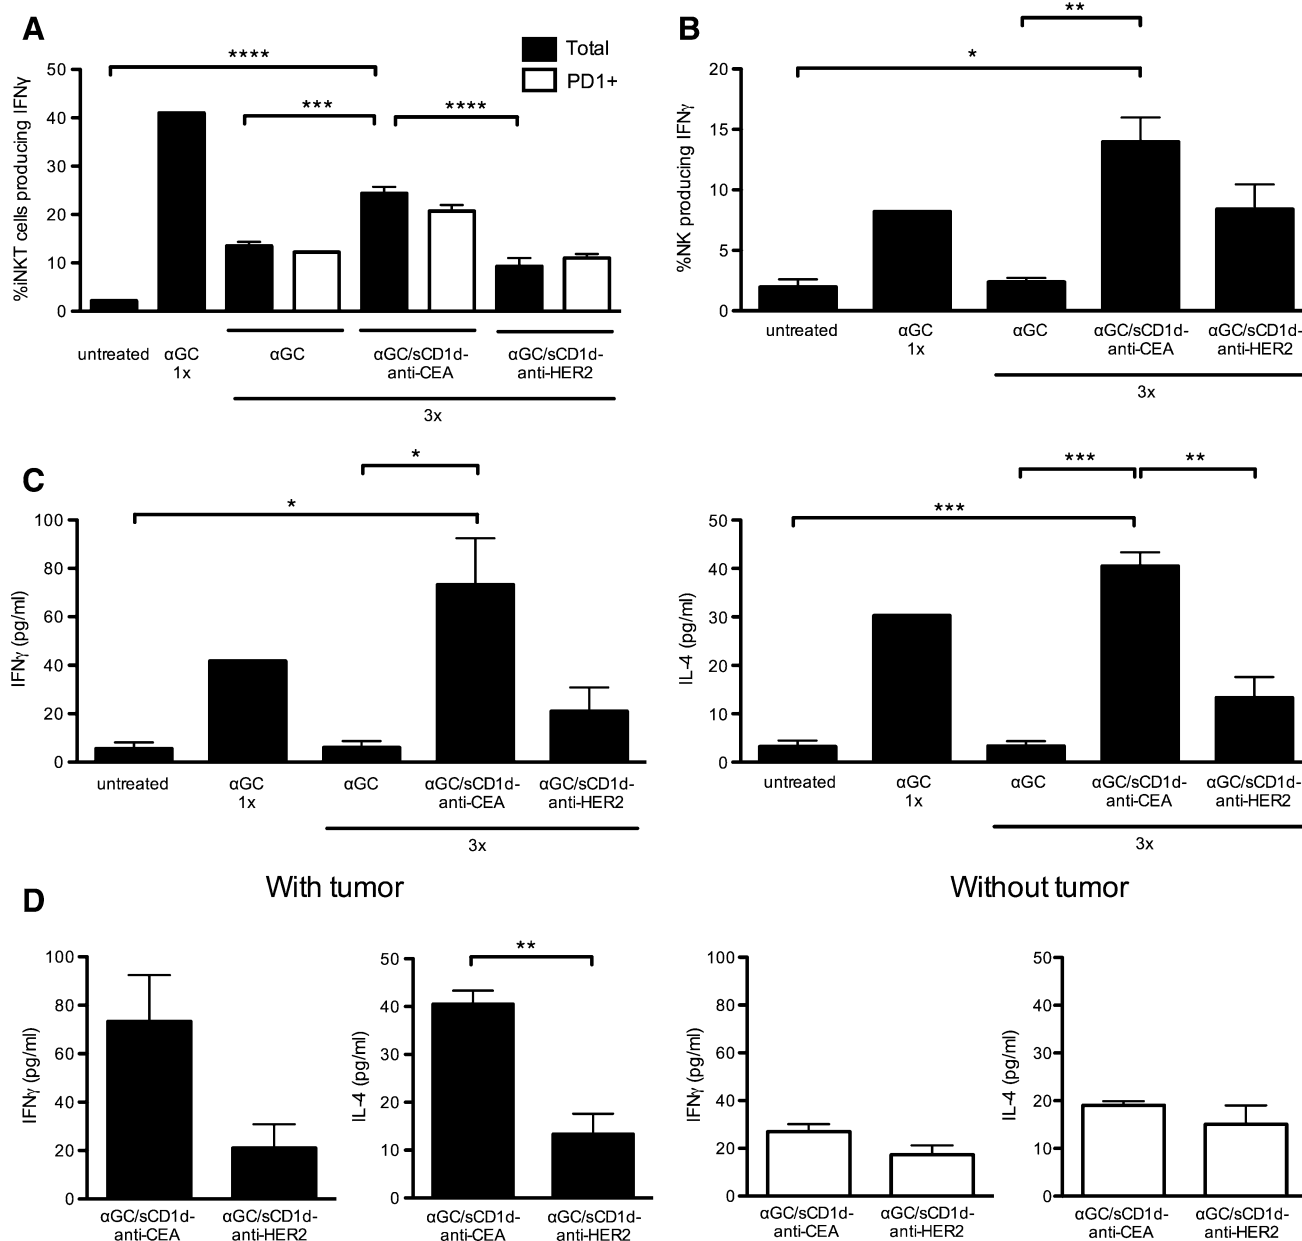 A
Total
PD1+
****
***
****
%iNKT cells producing IFNγ
50
40
30
20
10
0
untreated
αGC
1x
αGC
αGC/sCD1d-
anti-CEA
αGC/sCD1d-
anti-HER2
3x
B
**
*
%NK producing IFNγ
20
15
10
5
0
untreated
αGC
1x
αGC
αGC/sCD1d-
anti-CEA
αGC/sCD1d-
anti-HER2
3x
C
*
*
IFNγ (pg/ml)
100
80
60
40
20
0
untreated
αGC
1x
αGC
αGC/sCD1d-
anti-CEA
αGC/sCD1d-
anti-HER2
3x
***
**
***
IL-4 (pg/ml)
50
40
30
20
10
0
untreated
αGC
1x
αGC
αGC/sCD1d-
anti-CEA
αGC/sCD1d-
anti-HER2
3x
D
With tumor
IFNγ (pg/ml)
100
80
60
40
20
0
αGC/sCD1d-
anti-CEA
αGC/sCD1d-
anti-HER2
**
IL-4 (pg/ml)
50
40
30
20
10
0
αGC/sCD1d-
anti-CEA
αGC/sCD1d-
anti-HER2
Without tumor
IFNγ (pg/ml)
100
80
60
40
20
0
αGC/sCD1d-
anti-CEA
αGC/sCD1d-
anti-HER2
IL-4 (pg/ml)
50
40
30
20
10
0
αGC/sCD1d-
anti-CEA
αGC/sCD1d-
anti-HER2